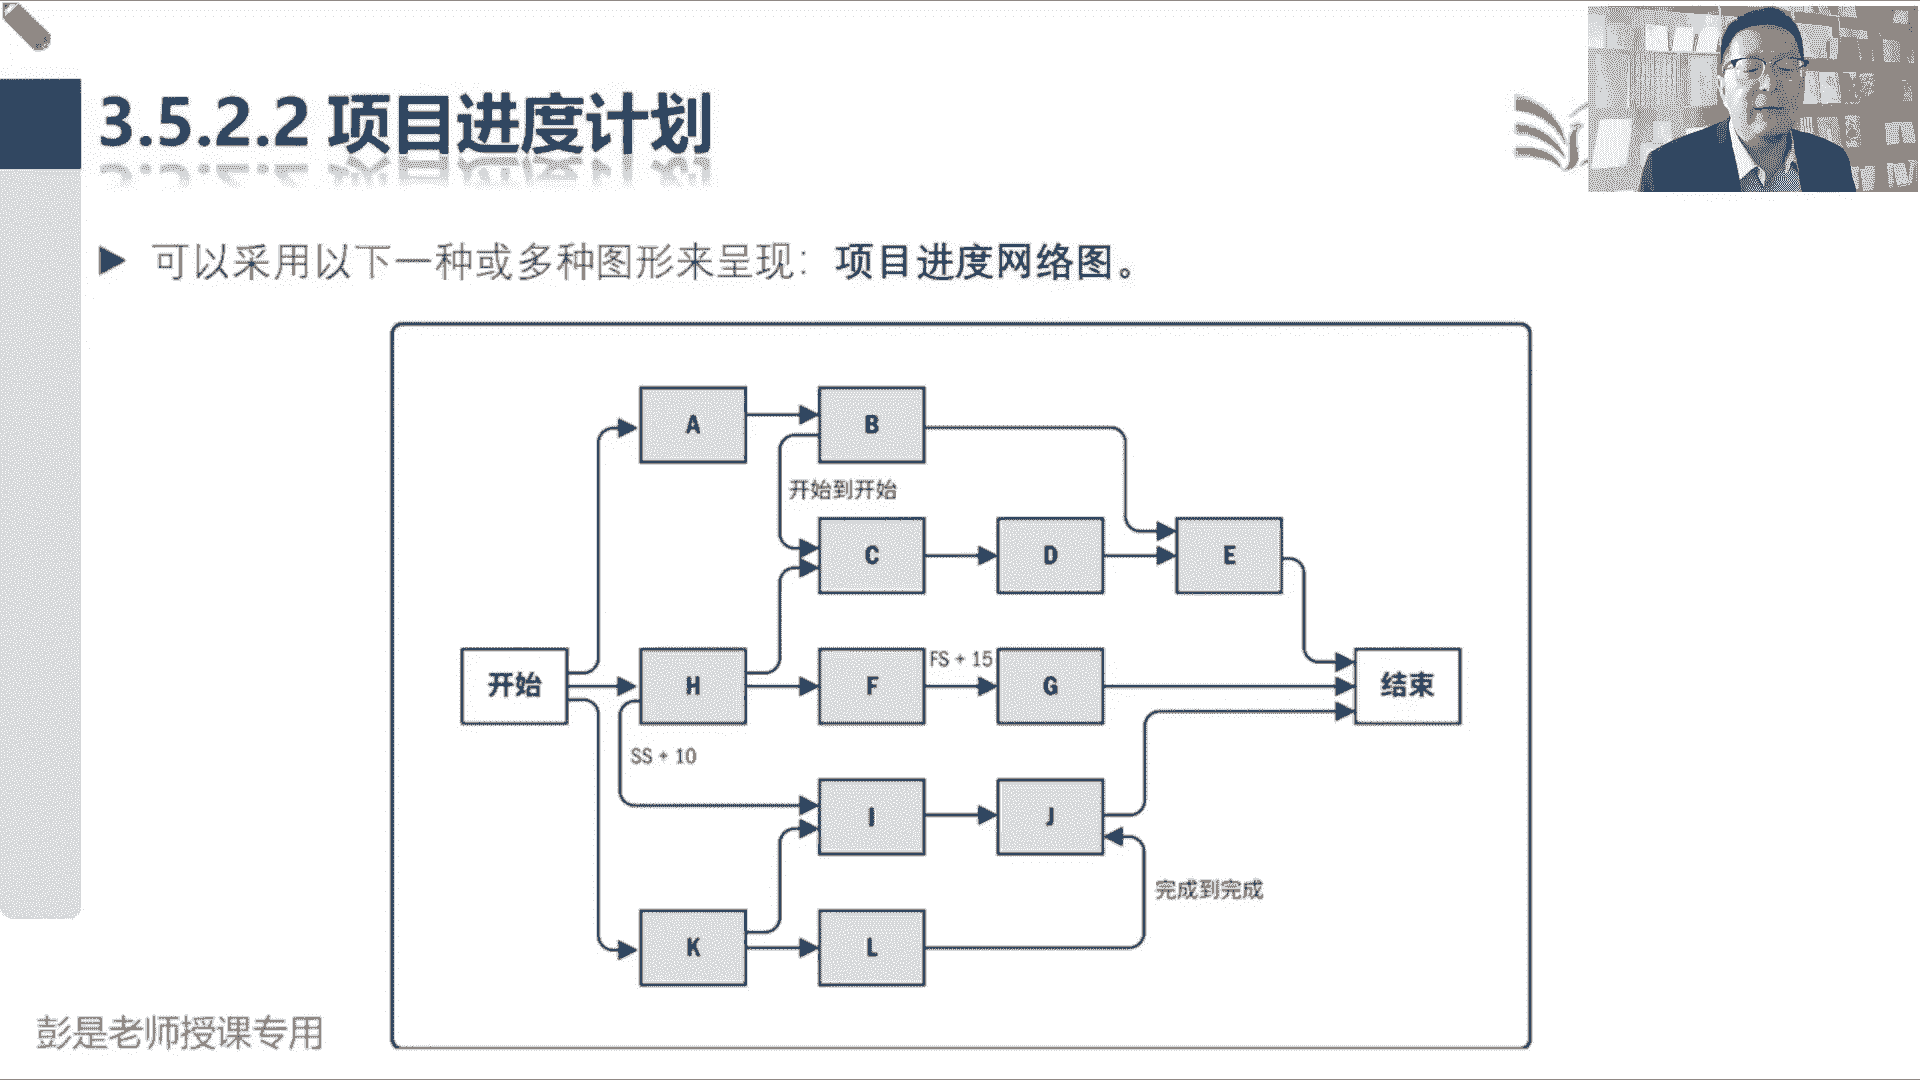 3.5.2.2 项目进度计划
可以采用以下一种或多种图形来呈现：项目进度网络图。
A
B
开始到开始
C
D
E
开始
H
F
FS + 15
G
结束
SS + 10
I
J
完成到完成
K
L
彭是老师授课专用